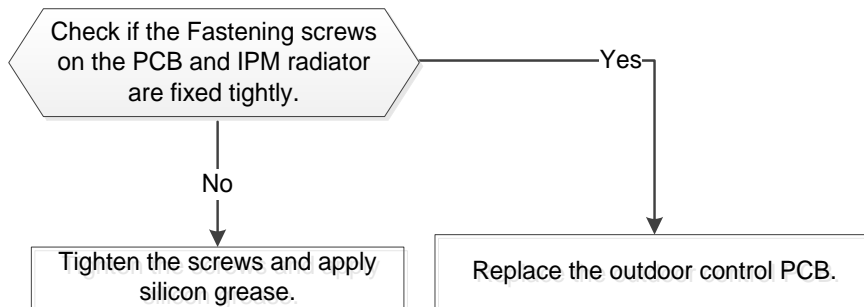 Check if the Fastening screws
on the PCB and IPM radiator
are fixed tightly.
Yes
No
Tighten the screws and apply
silicon grease.
Replace the outdoor control PCB.